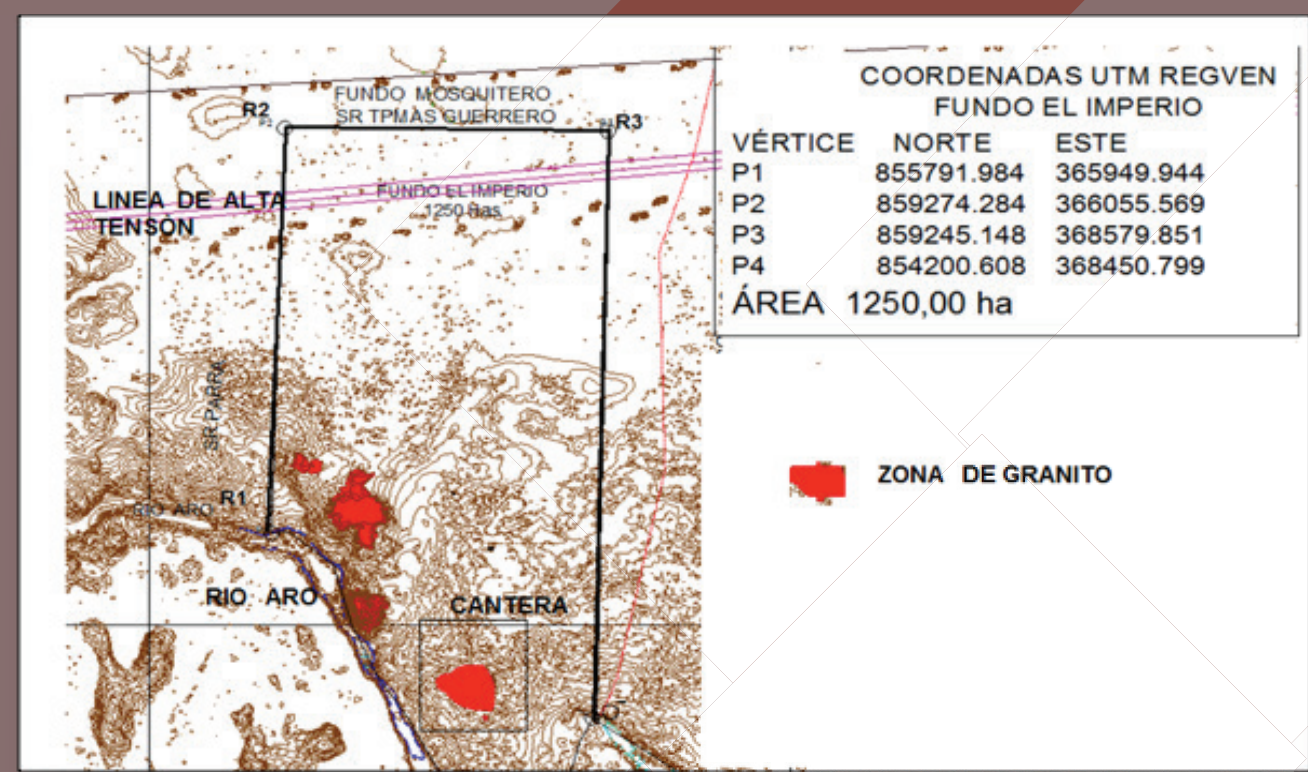 COORDENADAS UTM REGVEN
FUNDO EL IMPERIO
VÉRTICE NORTE ESTE
P1 855791.984 365949.944
P2 859274.284 366055.569
P3 859245.148 368579.851
P4 854200.608 368450.799
ÁREA 1250,00 ha
R2
FUNDO MOSQUITERO
SR TPMAS GUERRERO
R3
LINEA DE ALTA
TENSÒN
FUNDO EL IMPERIO
1250 Has
SR PARRA
R1
RIO ARO
RIO ARO
CANTERA
ZONA DE GRANITO